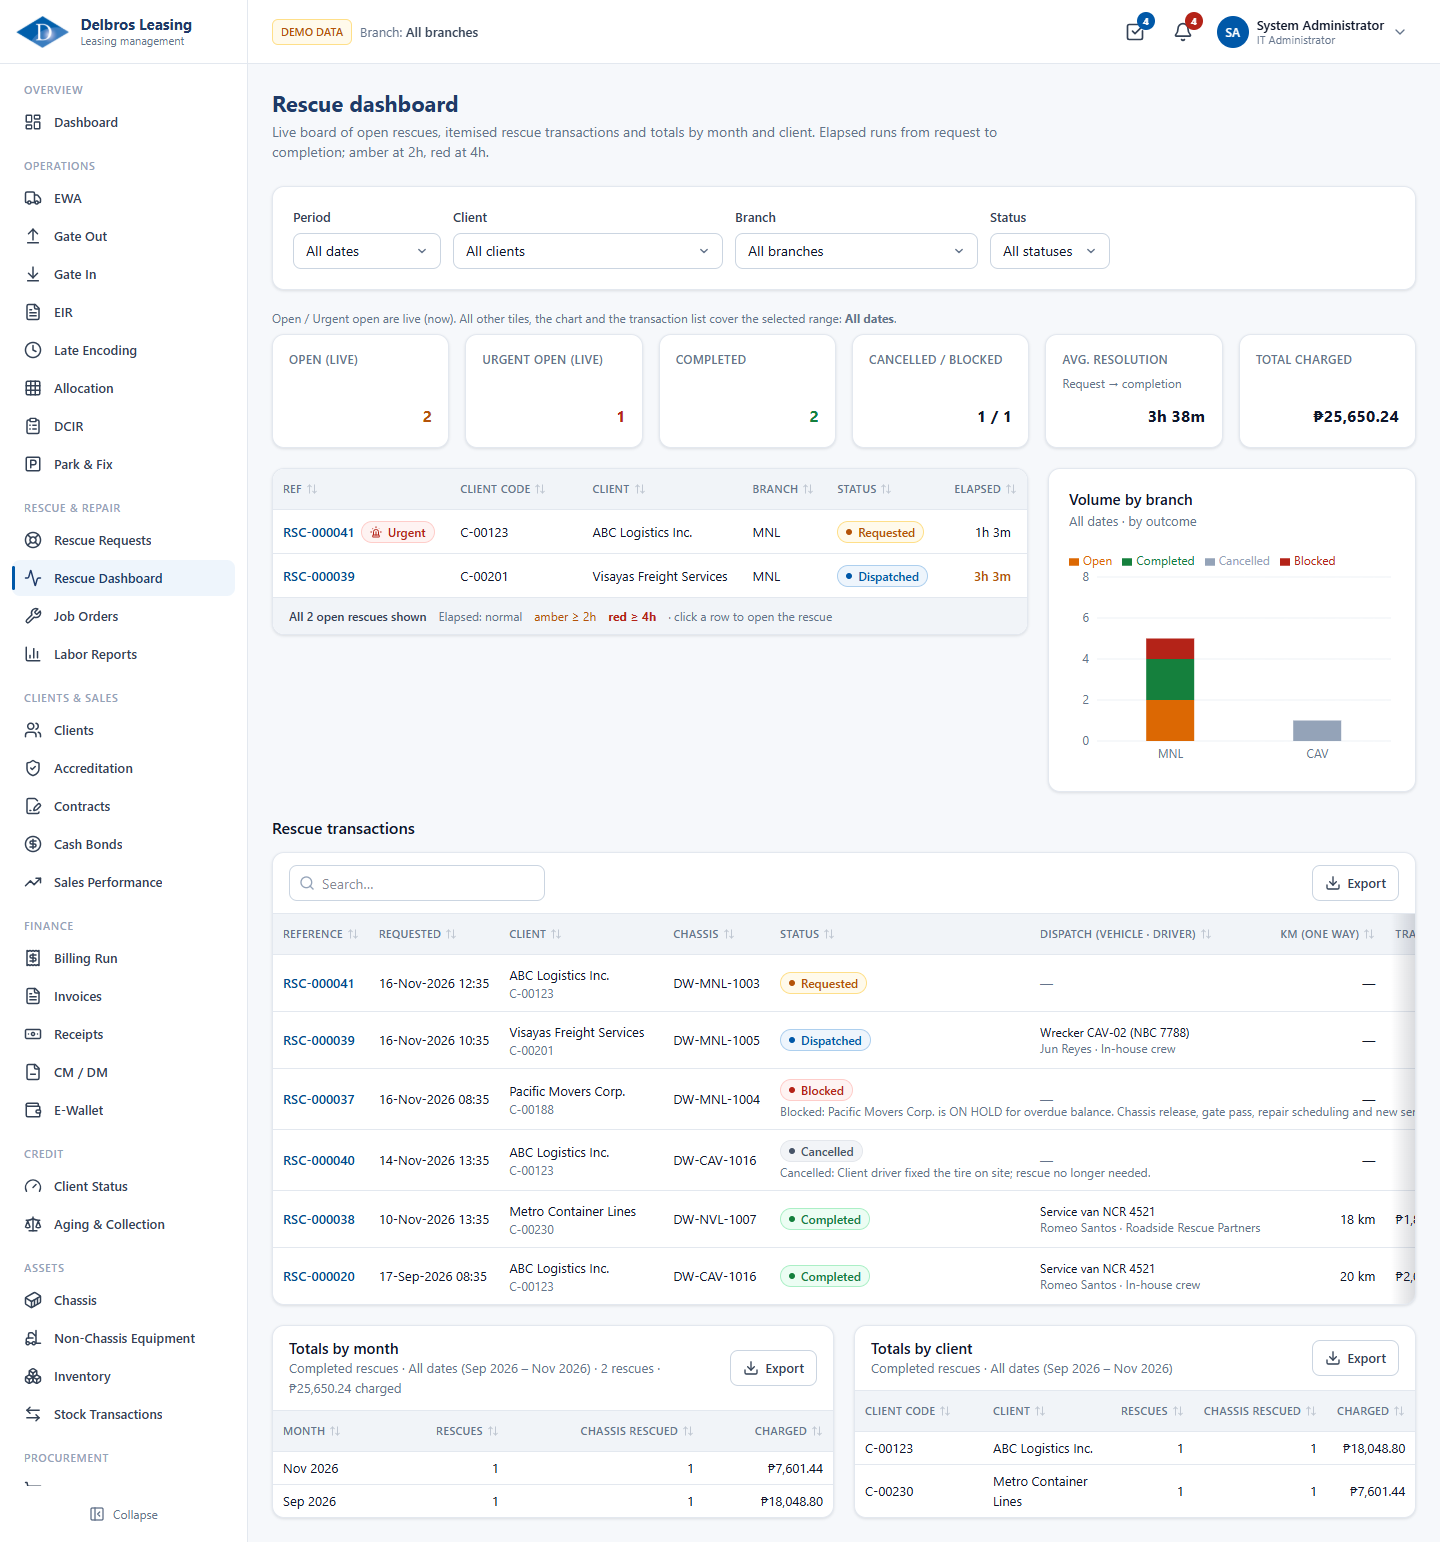 Delbros Leasing
Leasing management
DEMO DATA
Branch: All branches
4
4
SA
System Administrator
IT Administrator
OVERVIEW
Dashboard
OPERATIONS
EWA
Gate Out
Gate In
EIR
Late Encoding
Allocation
DCIR
Park & Fix
RESCUE & REPAIR
Rescue Requests
Rescue Dashboard
Job Orders
Labor Reports
CLIENTS & SALES
Clients
Accreditation
Contracts
Cash Bonds
Sales Performance
FINANCE
Billing Run
Invoices
Receipts
CM / DM
E-Wallet
CREDIT
Client Status
Aging & Collection
ASSETS
Chassis
Non-Chassis Equipment
Inventory
Stock Transactions
PROCUREMENT
Collapse
Rescue dashboard
Live board of open rescues, itemised rescue transactions and totals by month and client. Elapsed runs from request to
completion; amber at 2h, red at 4h.
Period Client Branch Status
All dates All clients All branches All statuses
Open / Urgent open are live (now). All other tiles, the chart and the transaction list cover the selected range: All dates.
OPEN (LIVE)
2
URGENT OPEN (LIVE)
1
COMPLETED
2
CANCELLED / BLOCKED
1 / 1
AVG. RESOLUTION
Request → completion
3h 38m
TOTAL CHARGED
₱25,650.24
REF CLIENT CODE CLIENT BRANCH STATUS ELAPSED
RSC-000041 Urgent C-00123 ABC Logistics Inc. MNL Requested 1h 3m
RSC-000039 C-00201 Visayas Freight Services MNL Dispatched 3h 3m
All 2 open rescues shown Elapsed: normal amber ≥ 2h red ≥ 4h · click a row to open the rescue
Volume by branch
All dates · by outcome
Open Completed Cancelled Blocked
8
6
4
2
0
MNL CAV
Rescue transactions
Search...
Export
REFERENCE REQUESTED CLIENT CHASSIS STATUS DISPATCH (VEHICLE · DRIVER) KM (ONE WAY) TRA
RSC-000041 16-Nov-2026 12:35 ABC Logistics Inc. DW-MNL-1003 Requested — —
C-00123
RSC-000039 16-Nov-2026 10:35 Visayas Freight Services DW-MNL-1005 Dispatched Wrecker CAV-02 (NBC 7788) —
C-00201 Jun Reyes · In-house crew
RSC-000037 16-Nov-2026 08:35 Pacific Movers Corp. DW-MNL-1004 Blocked — —
C-00188 Blocked: Pacific Movers Corp. is ON HOLD for overdue balance. Chassis release, gate pass, repair scheduling and new ser
RSC-000040 14-Nov-2026 13:35 ABC Logistics Inc. DW-CAV-1016 Cancelled — —
C-00123 Cancelled: Client driver fixed the tire on site; rescue no longer needed.
RSC-000038 10-Nov-2026 13:35 Metro Container Lines DW-NVL-1007 Completed Service van NCR 4521 18 km ₱1,8
C-00230 Romeo Santos · Roadside Rescue Partners
RSC-000020 17-Sep-2026 08:35 ABC Logistics Inc. DW-CAV-1016 Completed Service van NCR 4521 20 km ₱2,0
C-00123 Romeo Santos · In-house crew
Totals by month
Completed rescues · All dates (Sep 2026 – Nov 2026) · 2 rescues ·
₱25,650.24 charged
Export
MONTH RESCUES CHASSIS RESCUED CHARGED
Nov 2026 1 1 ₱7,601.44
Sep 2026 1 1 ₱18,048.80
Totals by client
Completed rescues · All dates (Sep 2026 – Nov 2026)
Export
CLIENT CODE CLIENT RESCUES CHASSIS RESCUED CHARGED
C-00123 ABC Logistics Inc. 1 1 ₱18,048.80
C-00230 Metro Container Lines 1 1 ₱7,601.44